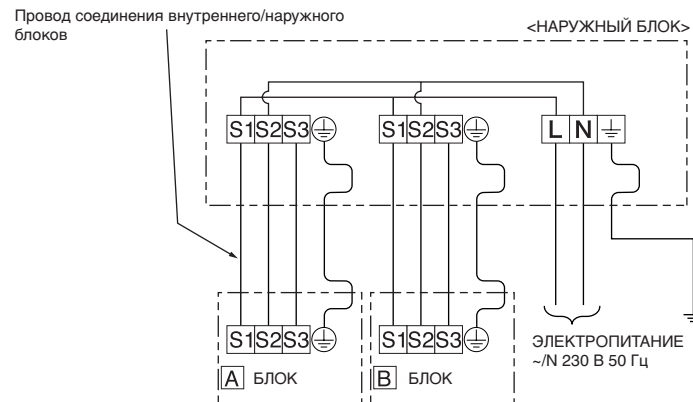 Провод соединения внутреннего/наружного
блоков
<НАРУЖНЫЙ БЛОК>
S1 S2 S3 S1 S2 S3 L N
S1 S2 S3 S1 S2 S3
A БЛОК B БЛОК
ЭЛЕКТРОПИТАНИЕ
~/N 230 В 50 Гц